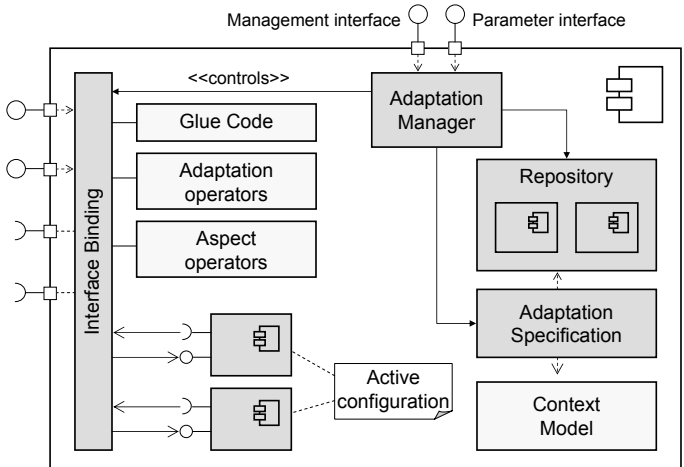 Management interface
Parameter interface
<<controls>>
Adaptation
Manager
Glue Code
Adaptation
operators
Aspect
operators
Interface Binding
Repository
Adaptation
Specification
Active
configuration
Context
Model